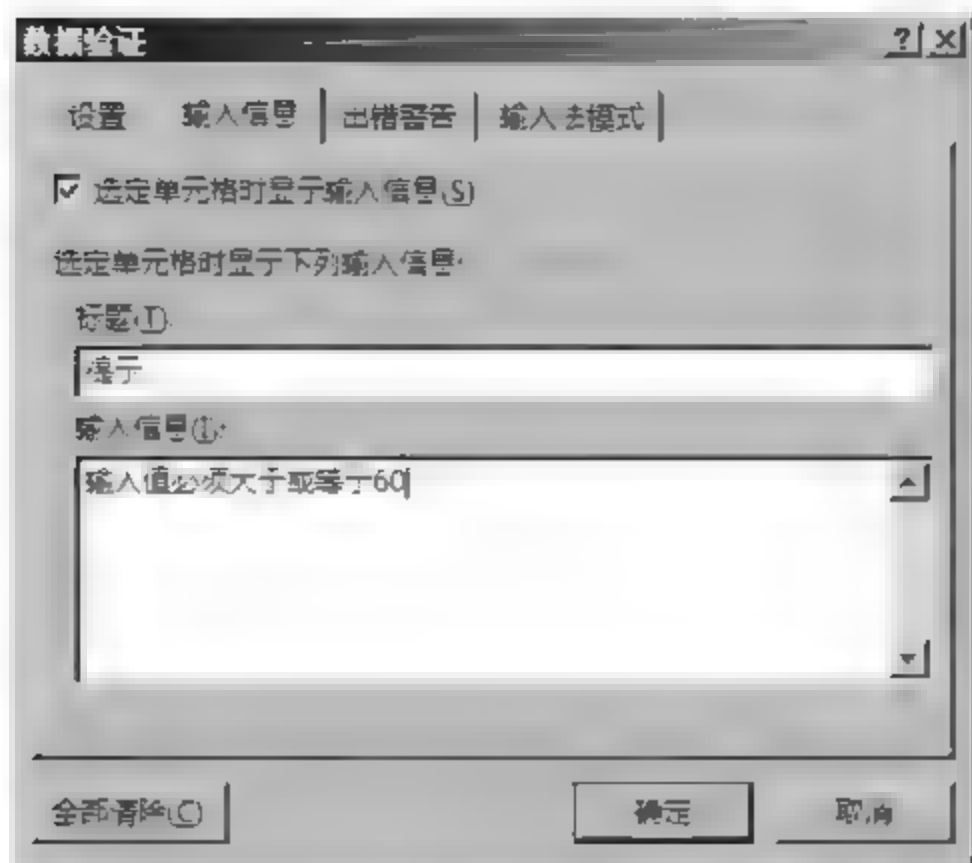 数据验证
设置 输入信息 出错警告 输入法模式
选定单元格时显示输入信息(S)
选定单元格时显示下列输入信息:
标题(T):
提示
输入信息(I):
输入值必须大于或等于60
全部清除(C) 确定 取消